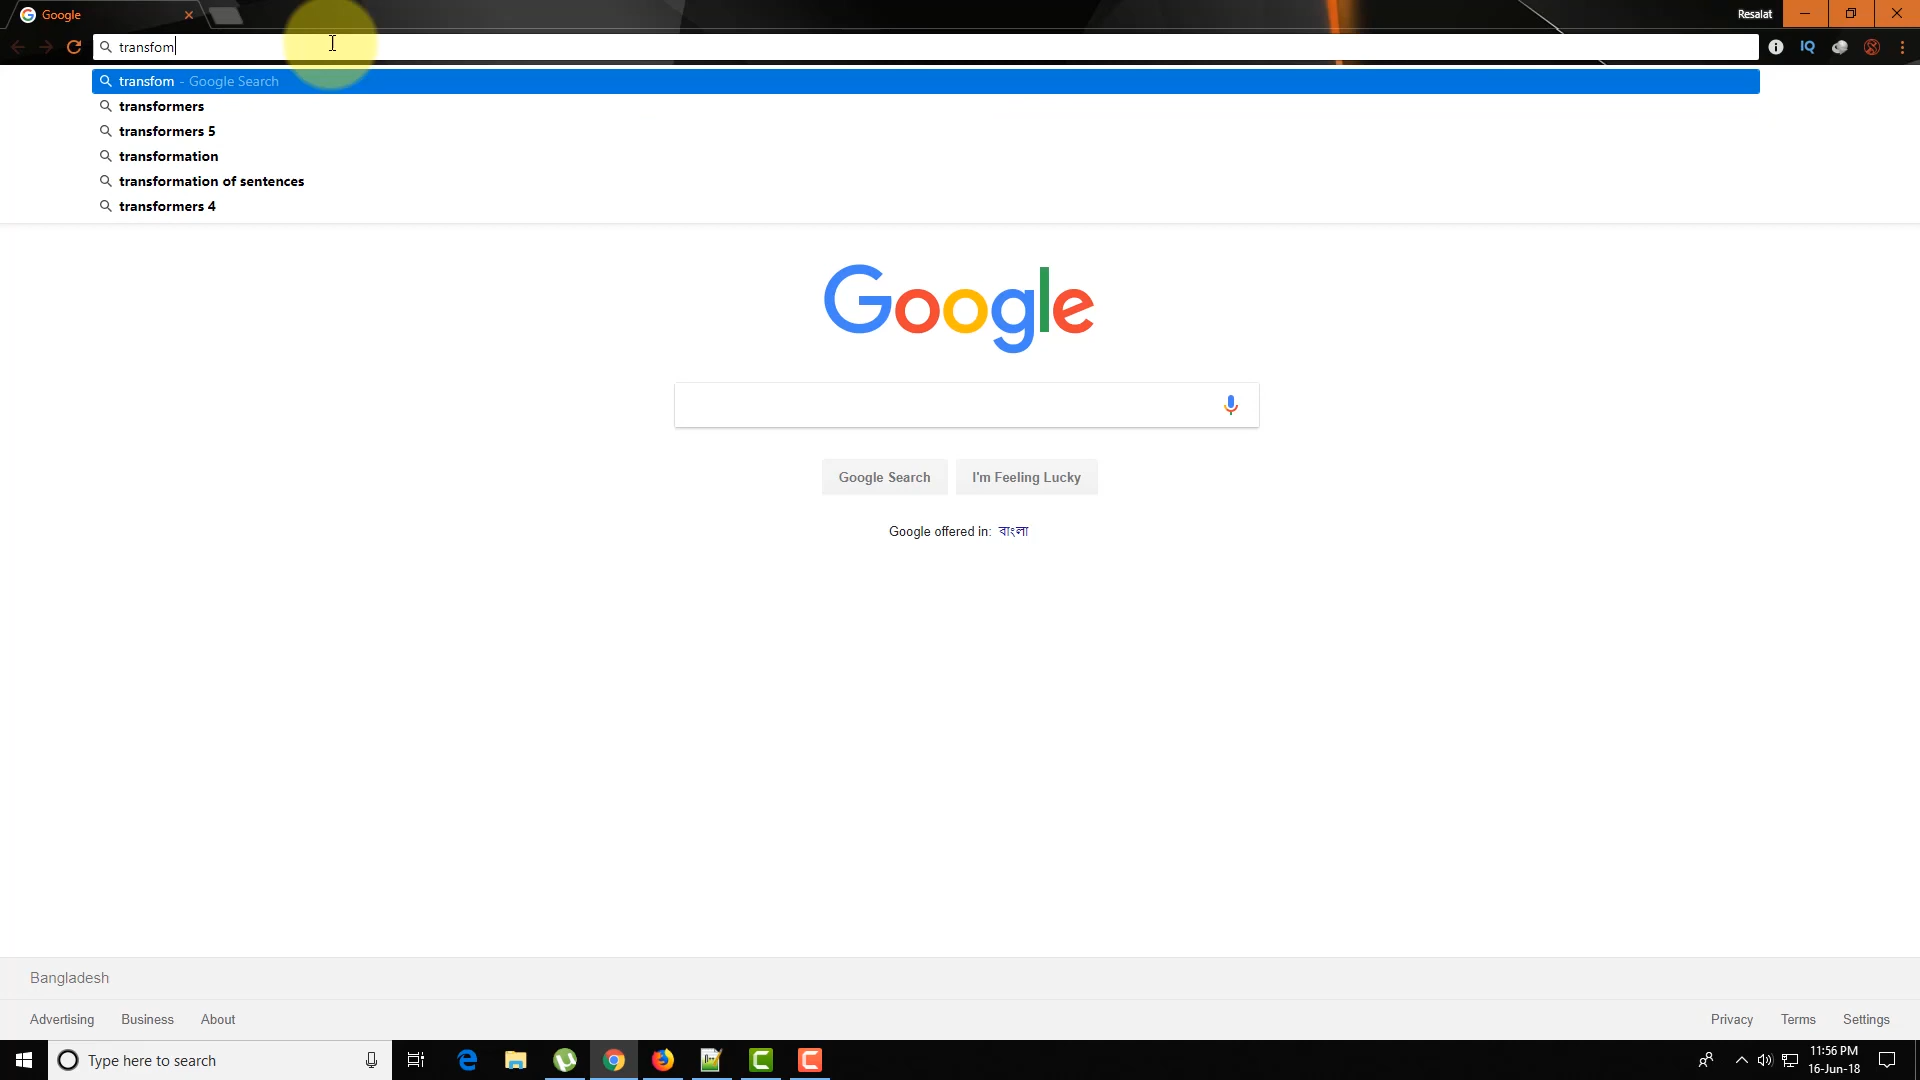 Google
Resalat
transfom
IQ
transfom - Google Search
transformers
transformers 5
transformation
transformation of sentences
transformers 4
Google
Google Search
I'm Feeling Lucky
Google offered in: বাংলা
Bangladesh
Advertising
Business
About
Privacy
Terms
Settings
Type here to search
11:56 PM
16-Jun-18